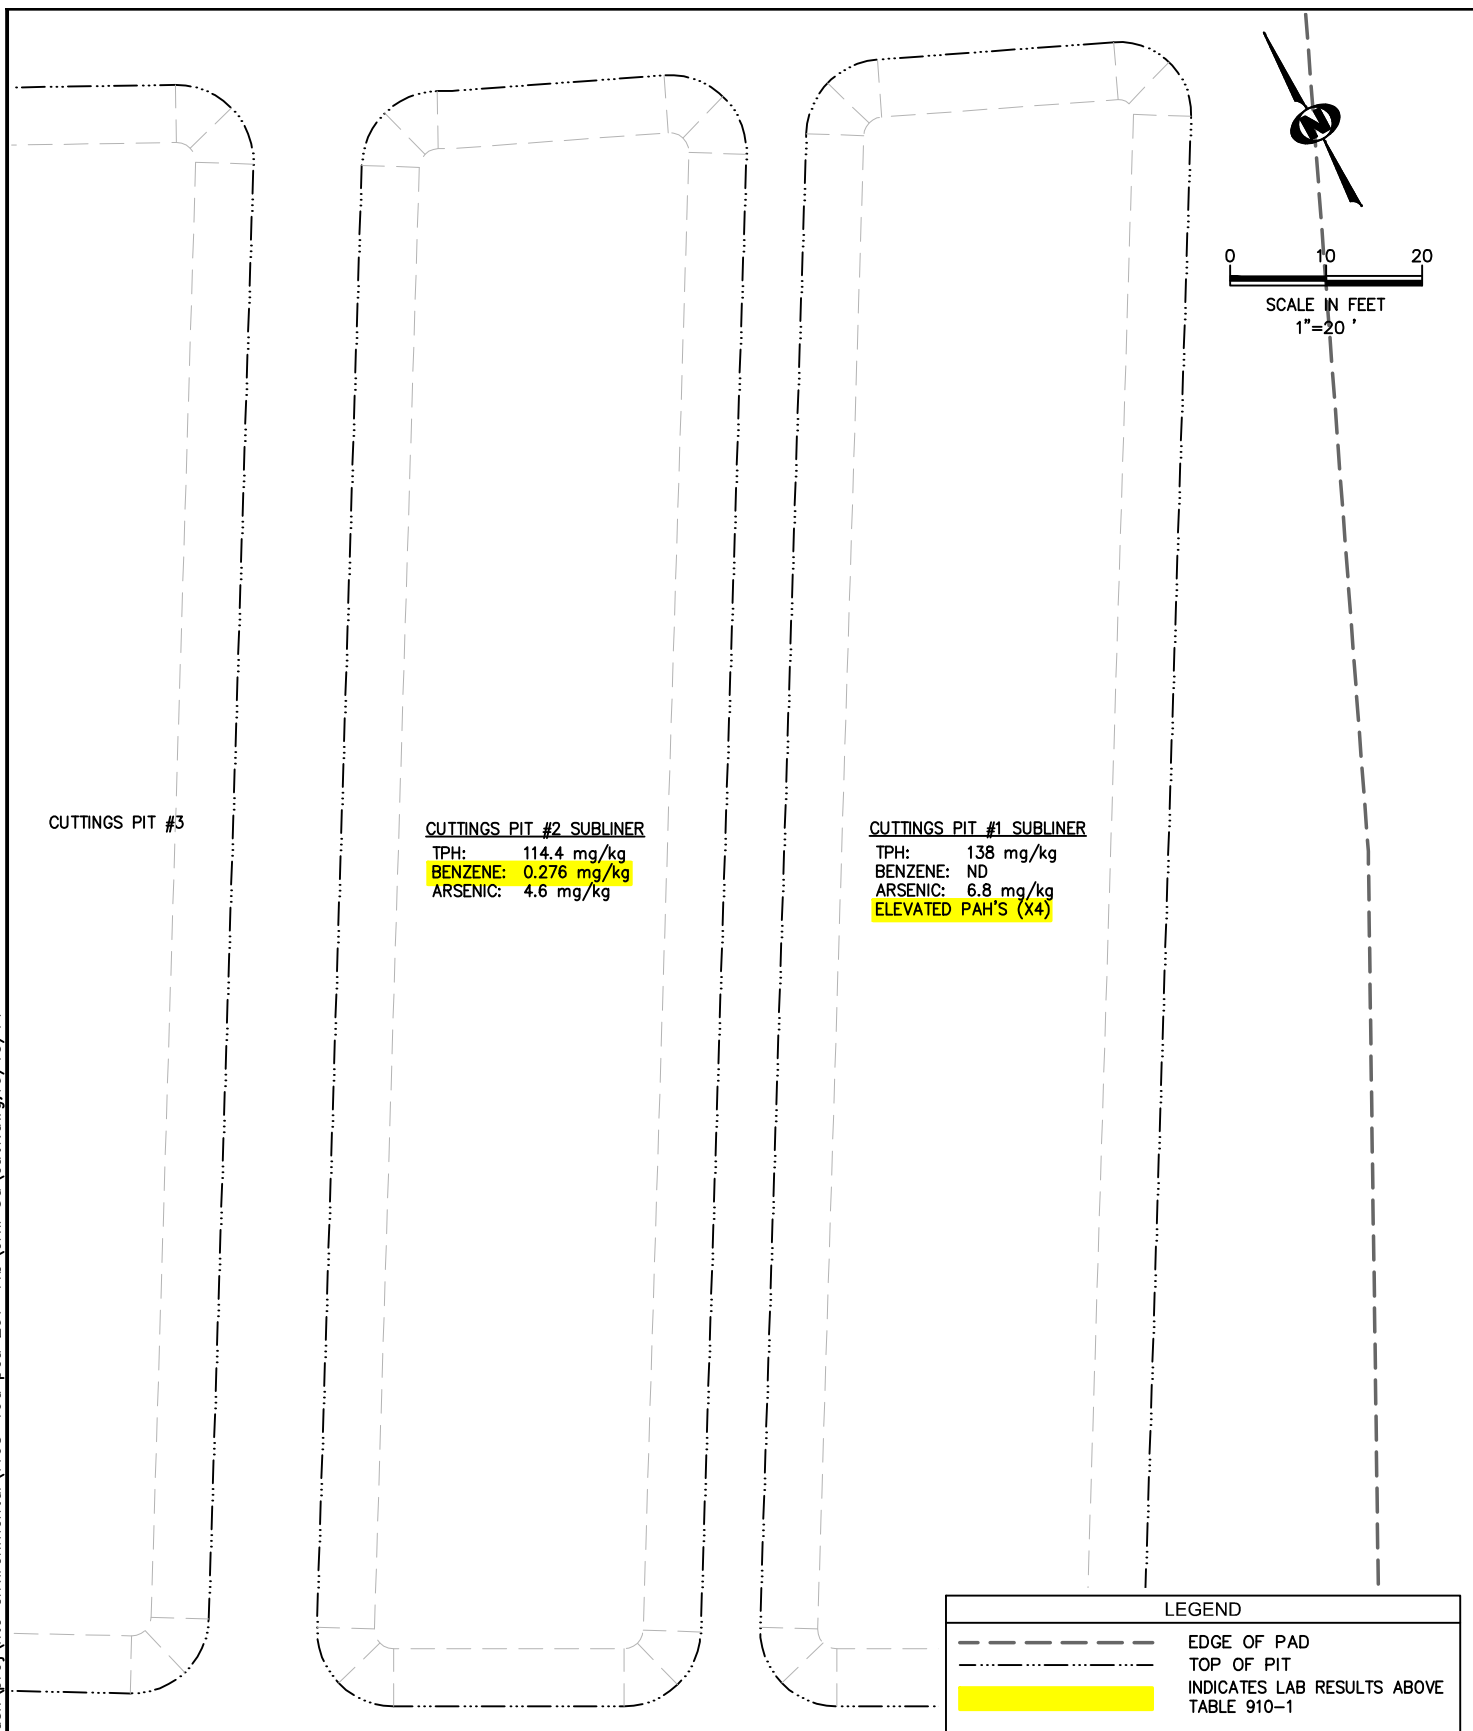 N
0 10 20
SCALE IN FEET
1"=20 '
CUTTINGS PIT #3
CUTTINGS PIT #2 SUBLINER
TPH: 114.4 mg/kg
BENZENE: 0.276 mg/kg
ARSENIC: 4.6 mg/kg
CUTTINGS PIT #1 SUBLINER
TPH: 138 mg/kg
BENZENE: ND
ARSENIC: 6.8 mg/kg
ELEVATED PAH'S (X4)
LEGEND
EDGE OF PAD
TOP OF PIT
INDICATES LAB RESULTS ABOVE
TABLE 910-1